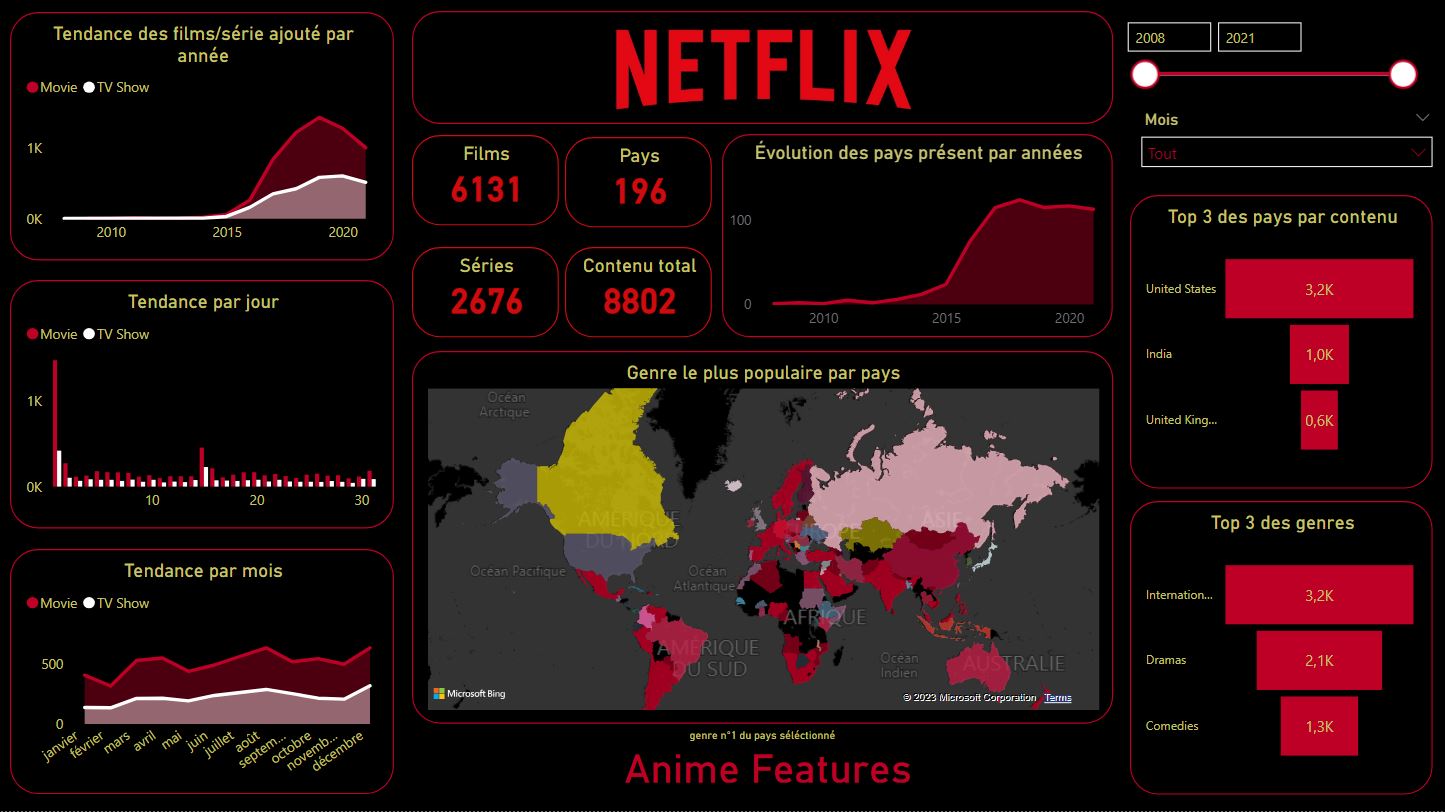 Tendance des films/série ajouté par
année
Movie TV Show
1K
0K
2010 2015 2020
Tendance par jour
Movie TV Show
1K
0K
10 20 30
Tendance par mois
Movie TV Show
500
0
janvier février mars avril mai juin juillet août septem... octobre novemb... décembre
NETFLIX
Films
6131
Pays
196
Séries
2676
Contenu total
8802
Évolution des pays présent par années
100
0
2010 2015 2020
Genre le plus populaire par pays
Océan
Arctique
AMÉRIQUE
DU NORD
EUROPE
ASIE
Océan Pacifique
Océan
Atlantique
AFRIQUE
AMÉRIQUE
DU SUD
Océan
Indien
AUSTRALIE
Microsoft Bing
© 2023 Microsoft Corporation Terms
genre n°1 du pays séléctionné
Anime Features
2008 2021
Mois
Tout
Top 3 des pays par contenu
United States 3,2K
India 1,0K
United King... 0,6K
Top 3 des genres
Internation... 3,2K
Dramas 2,1K
Comedies 1,3K